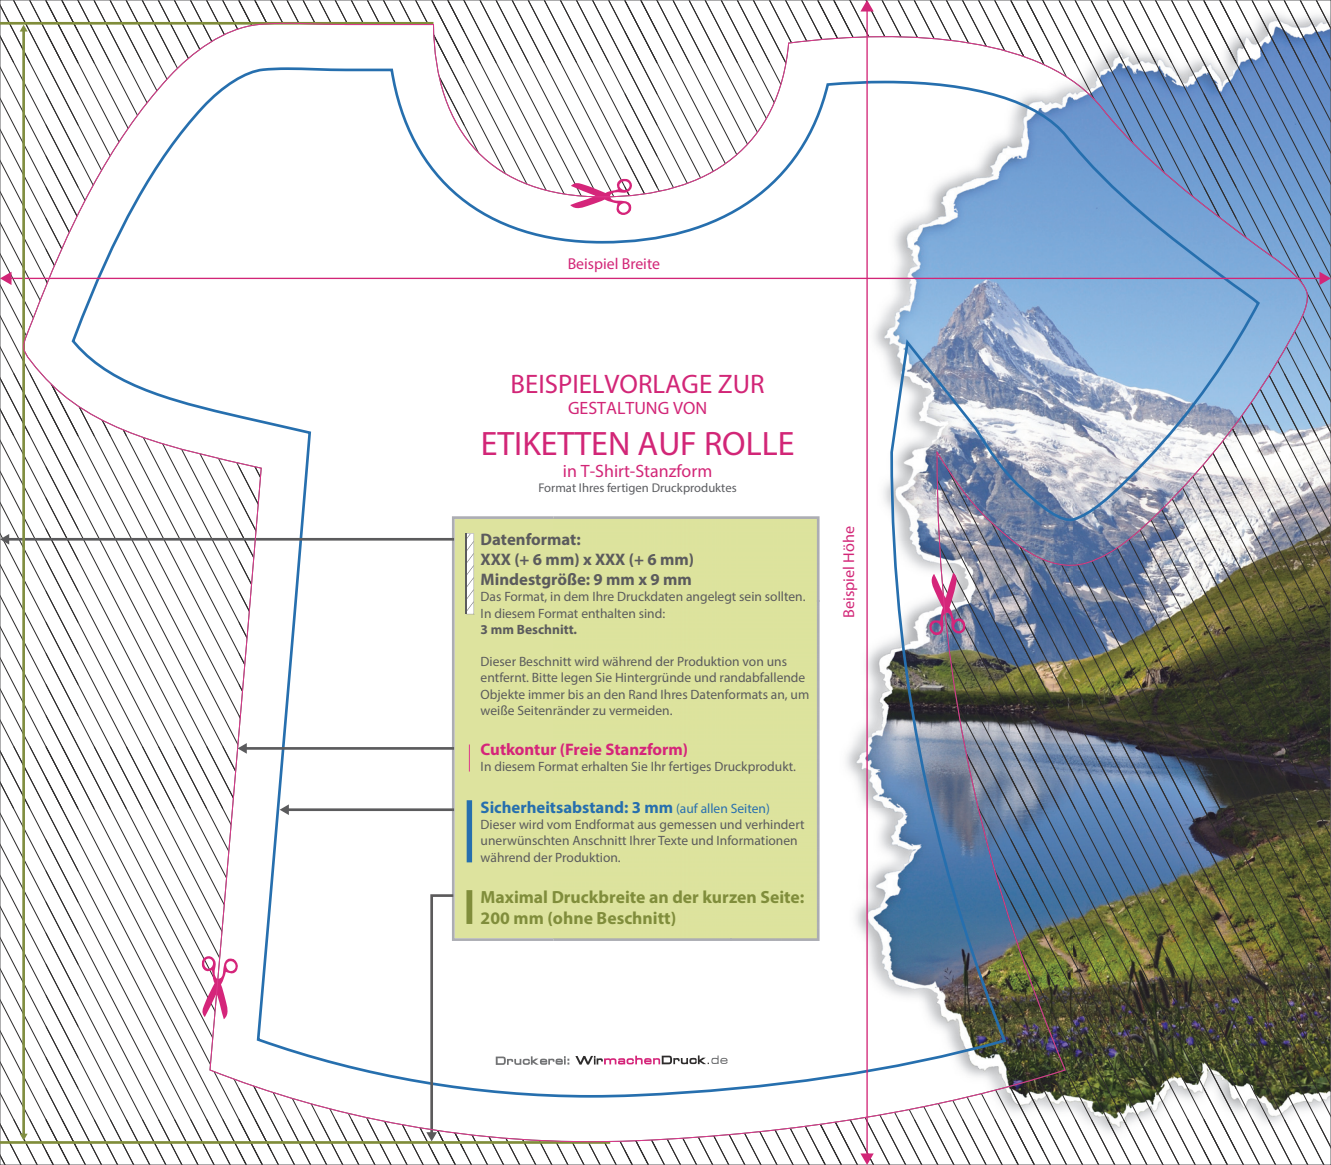 Beispiel Breite
BEISPIELVORLAGE ZUR
GESTALTUNG VON
ETIKETTEN AUF ROLLE
in T-Shirt-Stanzform
Format Ihres fertigen Druckproduktes
Beispiel Höhe
Datenformat:
XXX (+ 6 mm) x XXX (+ 6 mm)
Mindestgröße: 9 mm x 9 mm
Das Format, in dem Ihre Druckdaten angelegt sein sollten.
In diesem Format enthalten sind:
3 mm Beschnitt.
Dieser Beschnitt wird während der Produktion von uns
entfernt. Bitte legen Sie Hintergründe und randabfallende
Objekte immer bis an den Rand Ihres Datenformats an, um
weiße Seitenränder zu vermeiden.
Cutkontur (Freie Stanzform)
In diesem Format erhalten Sie Ihr fertiges Druckprodukt.
Sicherheitsabstand: 3 mm (auf allen Seiten)
Dieser wird vom Endformat aus gemessen und verhindert
unerwünschten Anschnitt Ihrer Texte und Informationen
während der Produktion.
Maximal Druckbreite an der kurzen Seite:
200 mm (ohne Beschnitt)
Druckerei: WirmachenDruck.de